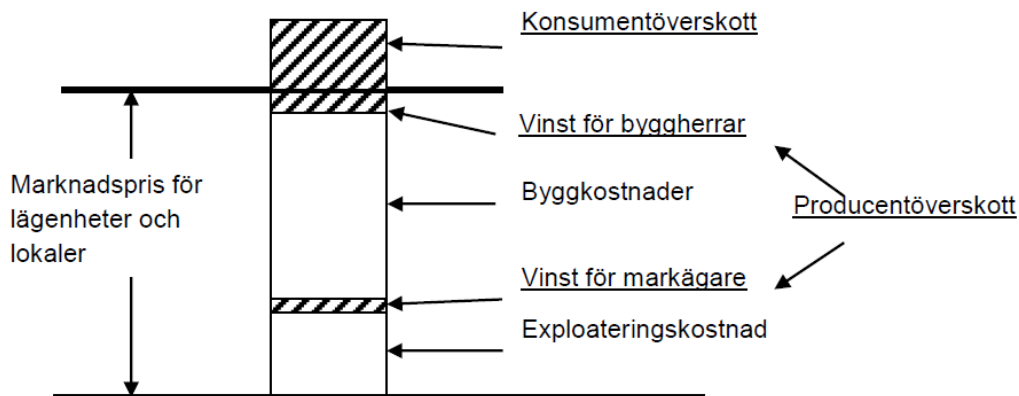 Konsumentöverskott
Vinst för byggherrar
Marknadspris för
lägenheter och
lokaler
Byggkostnader
Producentöverskott
Vinst för markägare
Exploateringskostnad